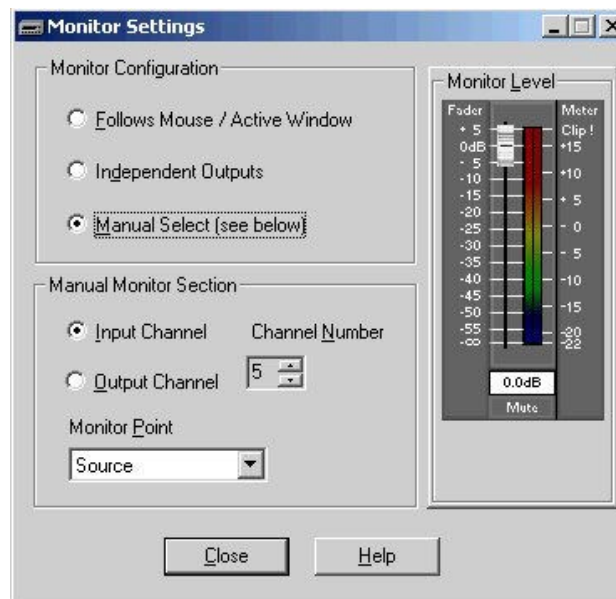 Monitor Settings
Monitor Configuration
Follows Mouse / Active Window
Independent Outputs
Manual Select (see below)
Manual Monitor Section
Input Channel
Channel Number
Output Channel
5
Monitor Point
Source
Monitor Level
Fader
Meter
+ 5
0dB
- 5
-10
-15
-20
-25
-30
-35
-40
-45
-50
-55
-∞
Clip !
+15
+10
+ 5
- 0
- 5
-10
-15
-20
-22
0.0dB
Mute
Close
Help